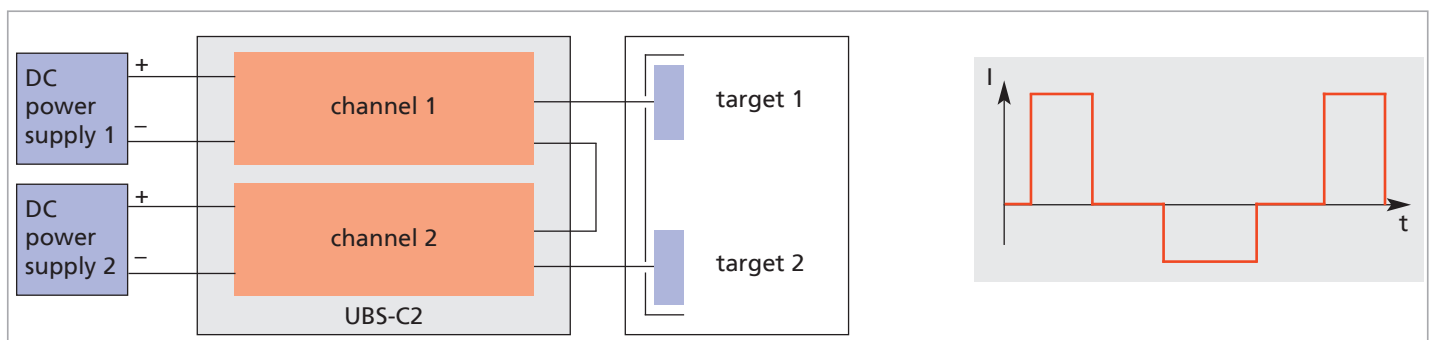 DC
power
supply 1
+
–
channel 1
target 1
DC
power
supply 2
+
–
channel 2
target 2
UBS-C2
I
t